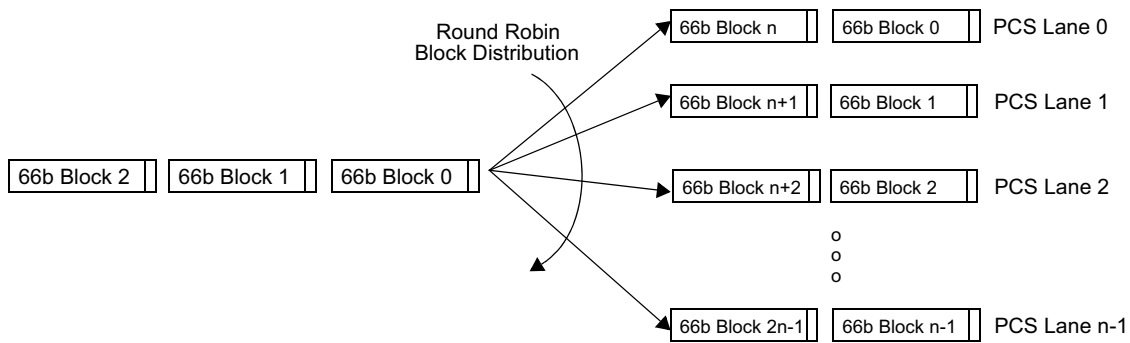 Round Robin
Block Distribution
66b Block n 66b Block 0 PCS Lane 0
66b Block n+1 66b Block 1 PCS Lane 1
66b Block 2 66b Block 1 66b Block 0
66b Block n+2 66b Block 2 PCS Lane 2
o
o
o
66b Block 2n-1 66b Block n-1 PCS Lane n-1